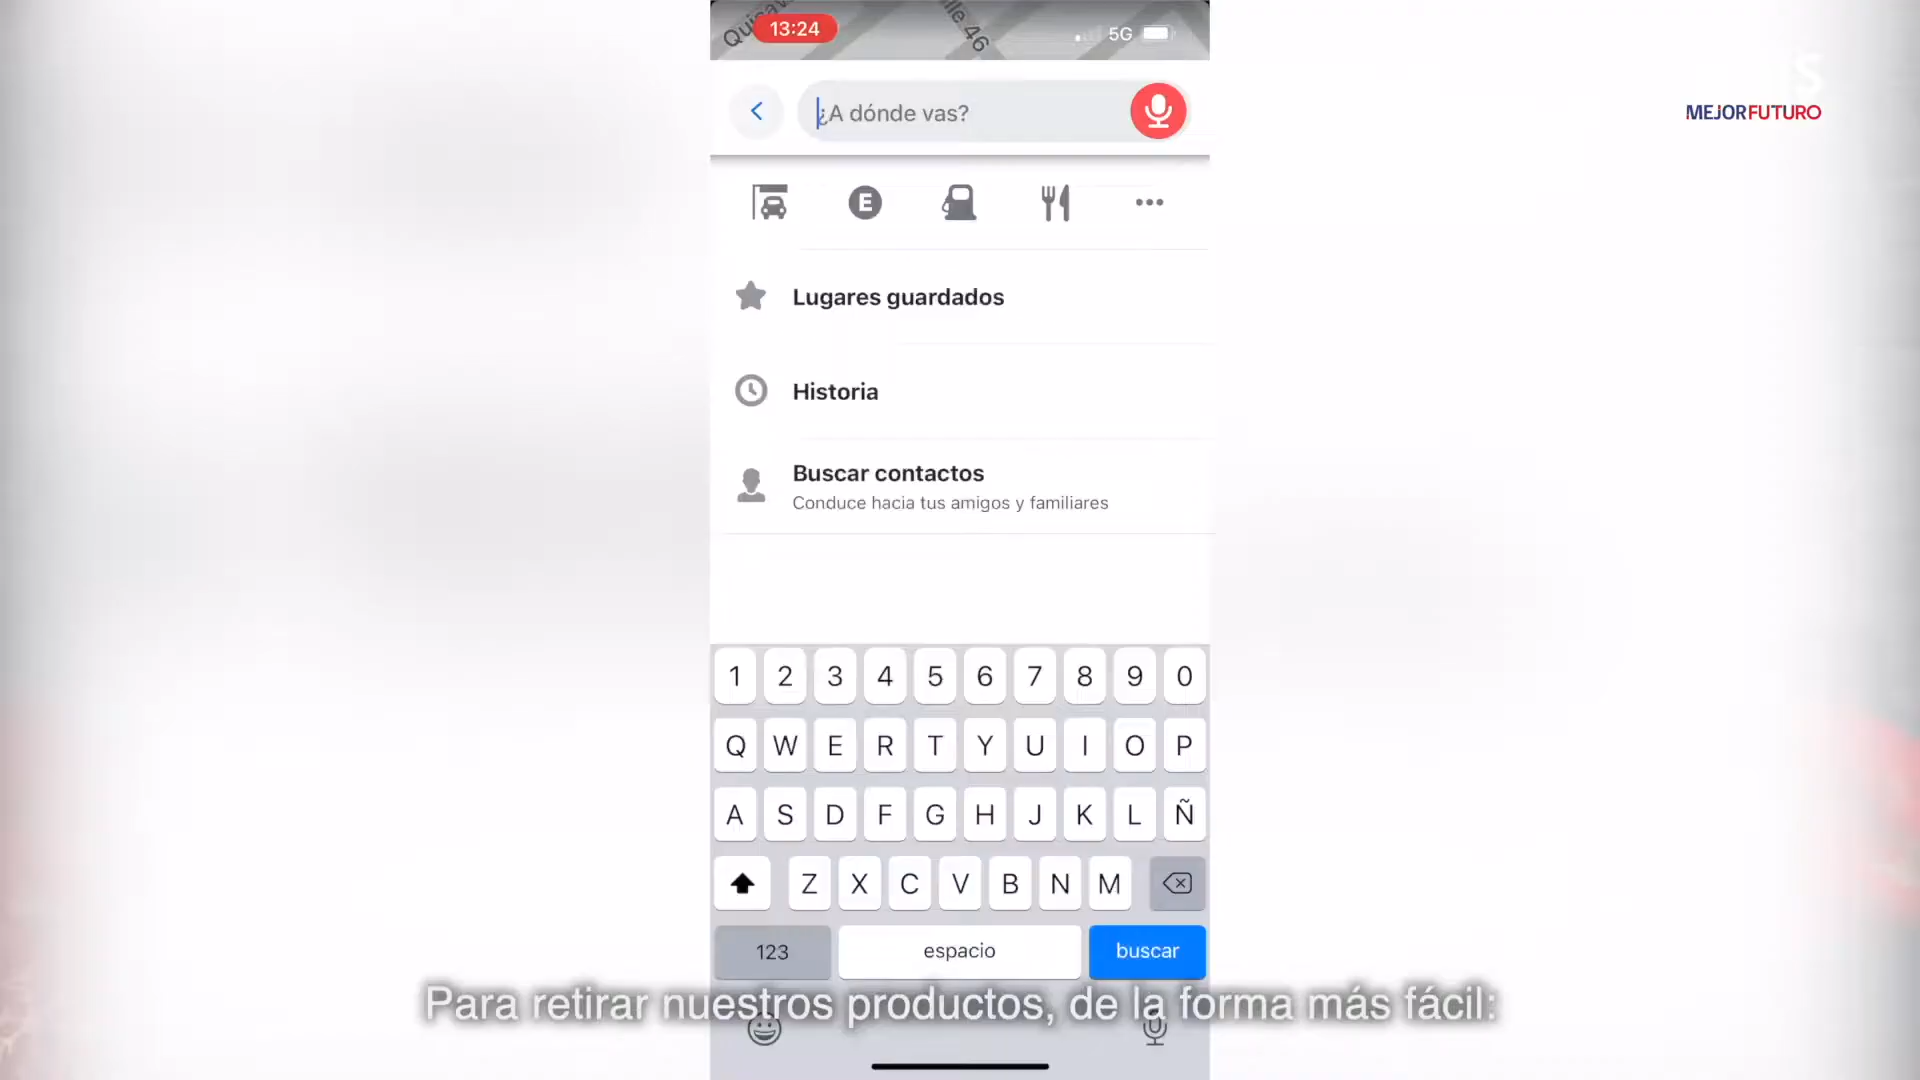 13:24
5G
lle 46
S
MEJORFUTURO
¿A dónde vas?
E
Lugares guardados
Historia
Buscar contactos
Conduce hacia tus amigos y familiares
1 2 3 4 5 6 7 8 9 0
Q W E R T Y U I O P
A S D F G H J K L Ñ
Z X C V B N M
123 espacio buscar
Para retirar nuestros productos, de la forma más fácil: